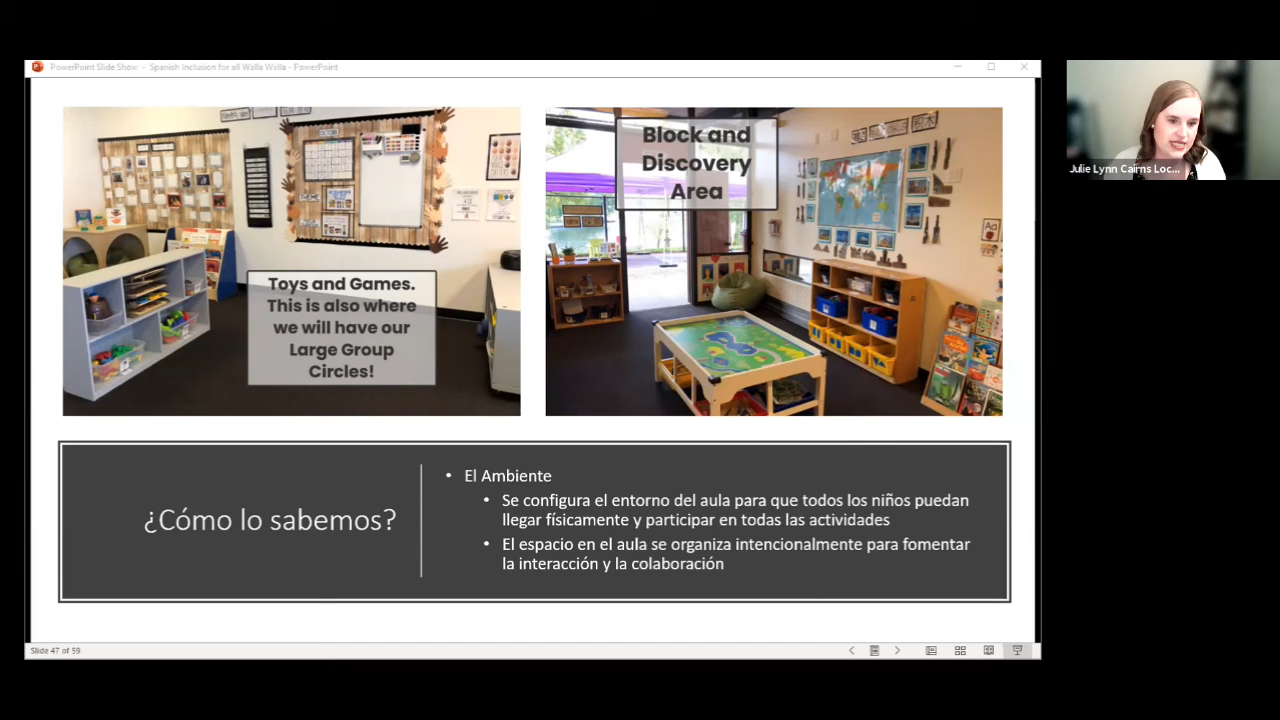 PowerPoint Slide Show - Spanish Inclusion for all Walla Walla - PowerPoint
Julie Lynn Cairns Loc...
Toys and Games.
This is also where
we will have our
Large Group
Circles!
Block and
Discovery
Area
Aa
¿Cómo lo sabemos?
• El Ambiente
• Se configura el entorno del aula para que todos los niños puedan
llegar físicamente y participar en todas las actividades
• El espacio en el aula se organiza intencionalmente para fomentar
la interacción y la colaboración
Slide 47 of 59